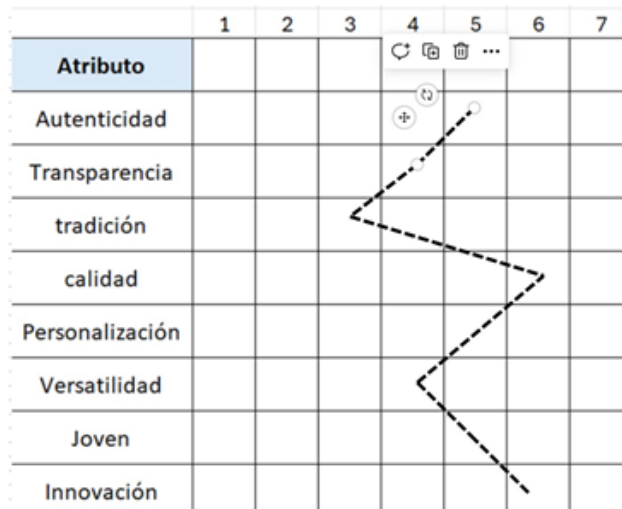 1 2 3 4 5 6 7
Atributo
Autenticidad
Transparencia
tradición
calidad
Personalización
Versatilidad
Joven
Innovación